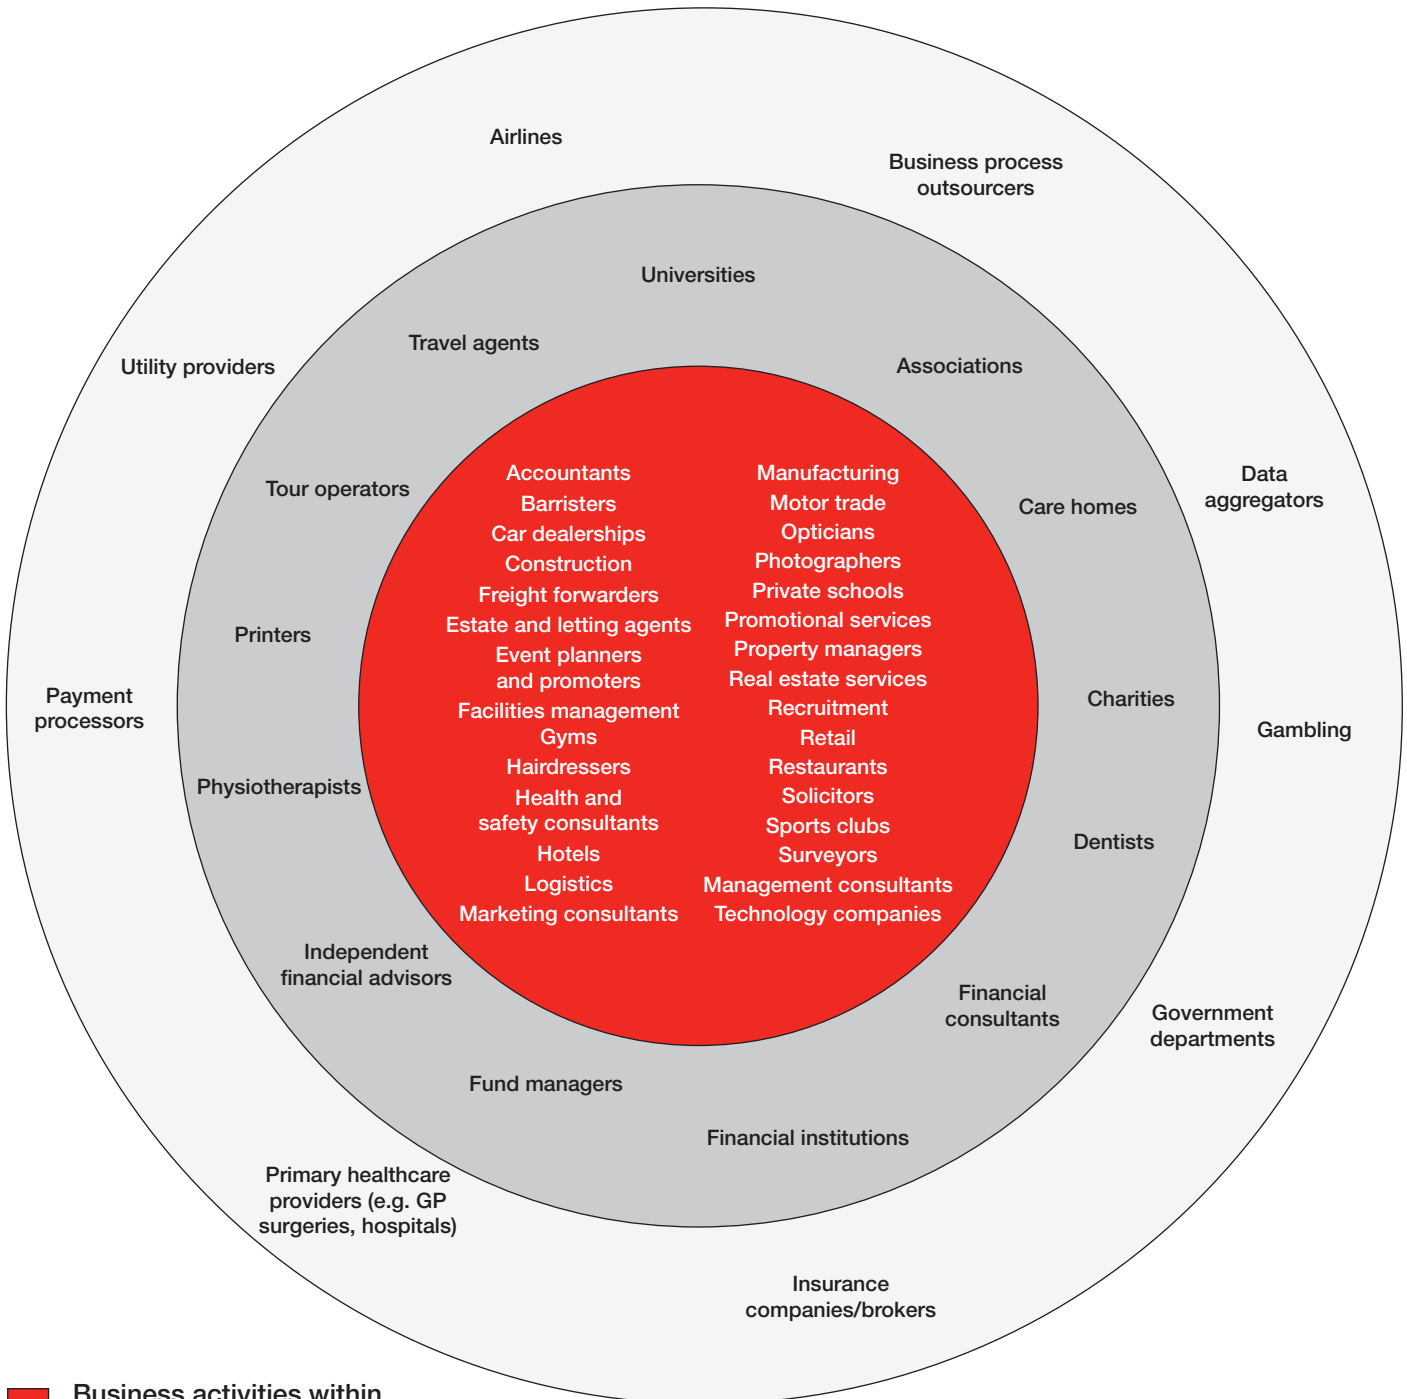 Airlines
Business process
outsourcers
Universities
Travel agents
Utility providers
Associations
Tour operators
Care homes
Data
aggregators
Printers
Payment
processors
Charities
Gambling
Physiotherapists
Dentists
Independent
financial advisors
Financial
consultants
Government
departments
Fund managers
Financial institutions
Primary healthcare
providers (e.g. GP
surgeries, hospitals)
Insurance
companies/brokers
Accountants
Barristers
Car dealerships
Construction
Freight forwarders
Estate and letting agents
Event planners
and promoters
Facilities management
Gyms
Hairdressers
Health and
safety consultants
Hotels
Logistics
Marketing consultants
Manufacturing
Motor trade
Opticians
Photographers
Private schools
Promotional services
Property managers
Real estate services
Recruitment
Retail
Restaurants
Solicitors
Sports clubs
Surveyors
Management consultants
Technology companies
Business activities within